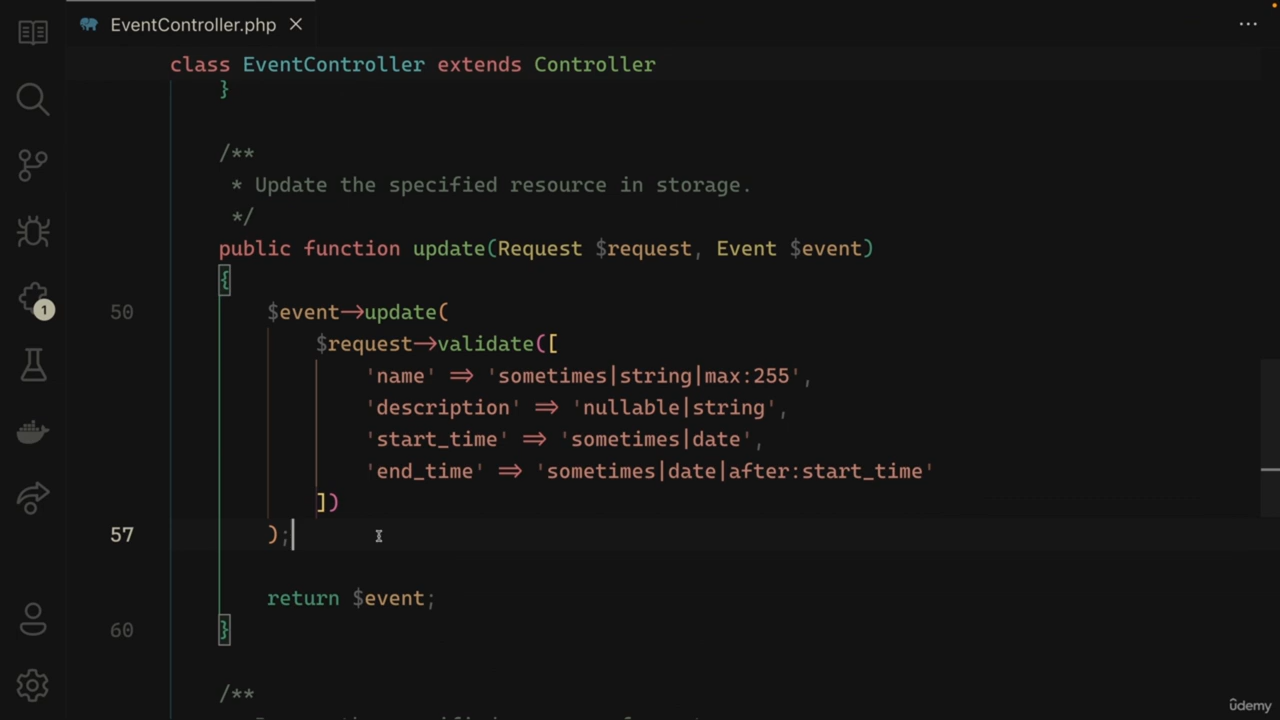 EventController.php
class EventController extends Controller
}
/**
* Update the specified resource in storage.
*/
public function update(Request $request, Event $event)
{
50 $event->update(
$request->validate([
'name' => 'sometimes|string|max:255',
'description' => 'nullable|string',
'start_time' => 'sometimes|date',
'end_time' => 'sometimes|date|after:start_time'
])
57 );
return $event;
60 }
/**
1
ûdemy